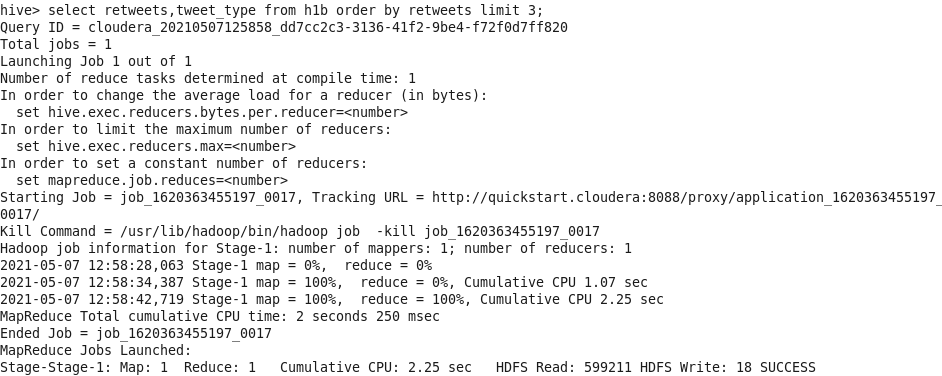 hive> select retweets,tweet_type from h1b order by retweets limit 3;
Query ID = cloudera_20210507125858_dd7cc2c3-3136-41f2-9be4-f72f0d7ff820
Total jobs = 1
Launching Job 1 out of 1
Number of reduce tasks determined at compile time: 1
In order to change the average load for a reducer (in bytes):
  set hive.exec.reducers.bytes.per.reducer=<number>
In order to limit the maximum number of reducers:
  set hive.exec.reducers.max=<number>
In order to set a constant number of reducers:
  set mapreduce.job.reduces=<number>
Starting Job = job_1620363455197_0017, Tracking URL = http://quickstart.cloudera:8088/proxy/application_1620363455197_
0017/
Kill Command = /usr/lib/hadoop/bin/hadoop job  -kill job_1620363455197_0017
Hadoop job information for Stage-1: number of mappers: 1; number of reducers: 1
2021-05-07 12:58:28,063 Stage-1 map = 0%,  reduce = 0%
2021-05-07 12:58:34,387 Stage-1 map = 100%,  reduce = 0%, Cumulative CPU 1.07 sec
2021-05-07 12:58:42,719 Stage-1 map = 100%,  reduce = 100%, Cumulative CPU 2.25 sec
MapReduce Total cumulative CPU time: 2 seconds 250 msec
Ended Job = job_1620363455197_0017
MapReduce Jobs Launched:
Stage-Stage-1: Map: 1  Reduce: 1   Cumulative CPU: 2.25 sec   HDFS Read: 599211 HDFS Write: 18 SUCCESS